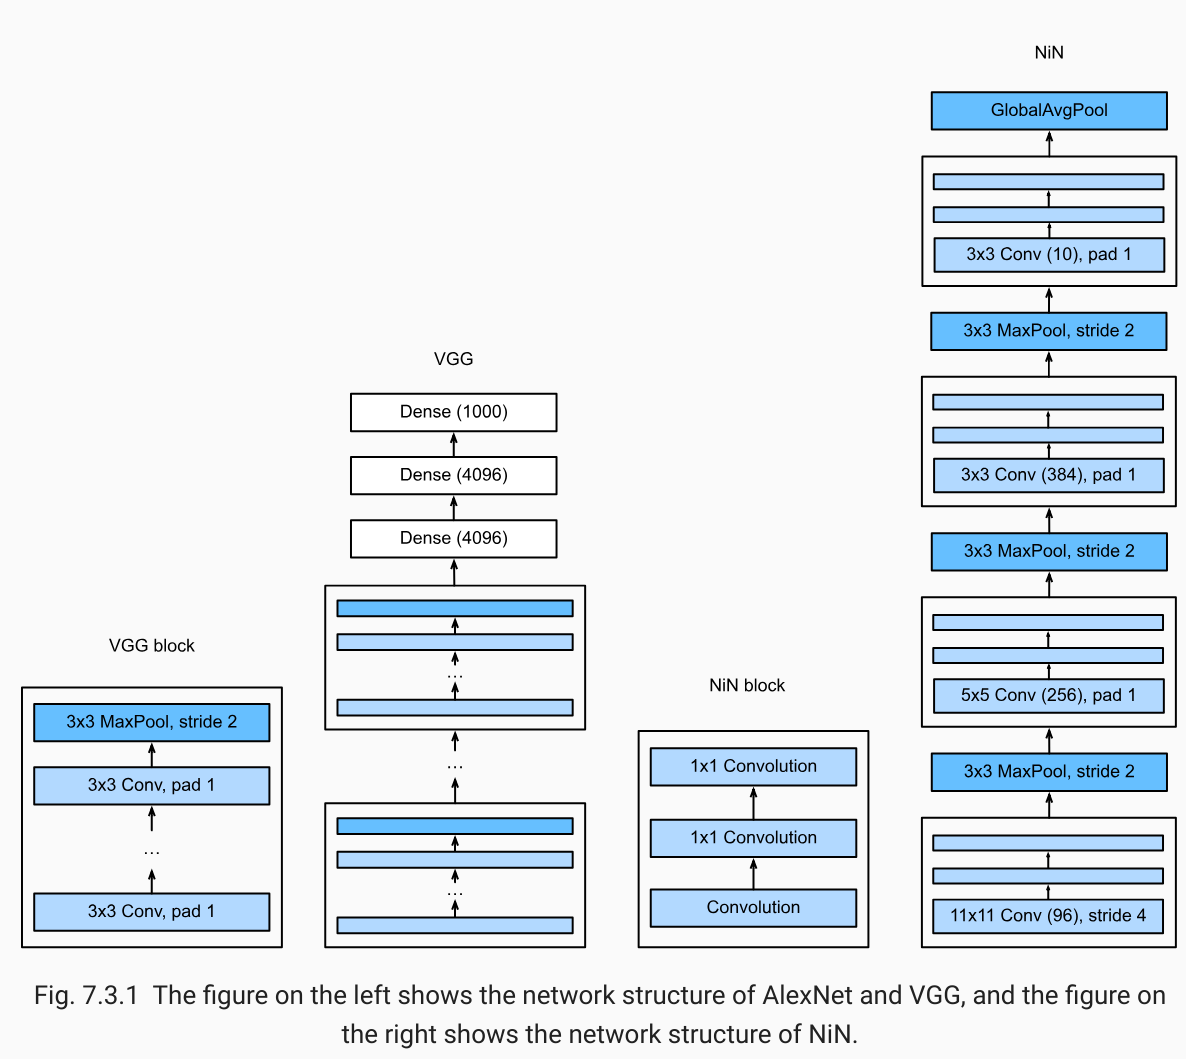 VGG block
3x3 MaxPool, stride 2
3x3 Conv, pad 1
...
3x3 Conv, pad 1
VGG
Dense (1000)
Dense (4096)
Dense (4096)
...
...
...
NiN block
1x1 Convolution
1x1 Convolution
Convolution
NiN
GlobalAvgPool
3x3 Conv (10), pad 1
3x3 MaxPool, stride 2
3x3 Conv (384), pad 1
3x3 MaxPool, stride 2
5x5 Conv (256), pad 1
3x3 MaxPool, stride 2
11x11 Conv (96), stride 4
Fig. 7.3.1 The figure on the left shows the network structure of AlexNet and VGG, and the figure on
the right shows the network structure of NiN.